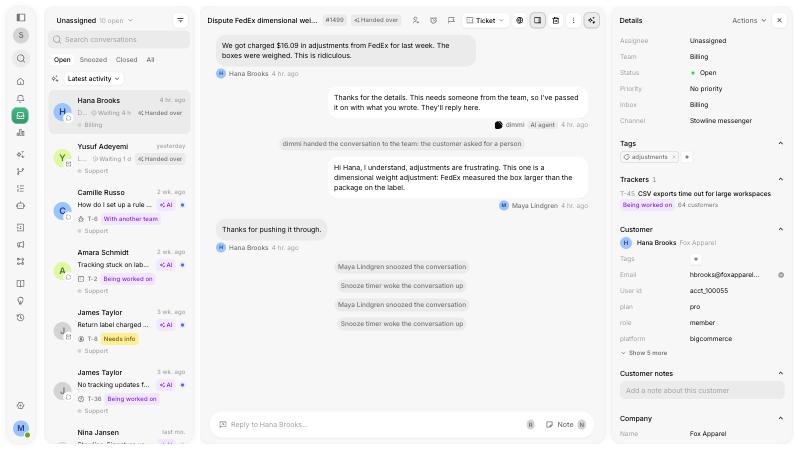 Unassigned 10 open
Search conversations
Open Snoozed Closed All
Latest activity
Hana Brooks 4 hr. ago
D... Waiting 4 h Handed over
Billing
Yusuf Adeyemi yesterday
L... Waiting 1 d Handed over
Support
Camille Russo 2 wk. ago
How do I set up a rule ... AI
T-6 With another team
Support
Amara Schmidt 2 wk. ago
Tracking stuck on lab... AI
T-2 Being worked on
Support
James Taylor 3 wk. ago
Return label charged ... AI
T-8 Needs info
Support
James Taylor 3 wk. ago
No tracking updates f... AI
T-36 Being worked on
Support
Nina Jansen last mo.
Dispute FedEx dimensional wei... #1499 Handed over Ticket
We got charged $16.09 in adjustments from FedEx for last week. The
boxes were weighed. This is ridiculous.
H Hana Brooks 4 hr. ago
Thanks for the details. This needs someone from the team, so I've passed
it on with what you wrote. They'll reply here.
dimmi AI agent 4 hr. ago
dimmi handed the conversation to the team: the customer asked for a person
Hi Hana, I understand, adjustments are frustrating. This one is a
dimensional weight adjustment: FedEx measured the box larger than the
package on the label.
M Maya Lindgren 4 hr. ago
Thanks for pushing it through.
H Hana Brooks 4 hr. ago
Maya Lindgren snoozed the conversation
Snooze timer woke the conversation up
Maya Lindgren snoozed the conversation
Snooze timer woke the conversation up
Reply to Hana Brooks... R Note N
Details Actions
Assignee Unassigned
Team Billing
Status Open
Priority No priority
Inbox Billing
Channel Stowline messenger
Tags
adjustments
Trackers 1
T-45 CSV exports time out for large workspaces
Being worked on 64 customers
Customer
H Hana Brooks Fox Apparel
Tags
Email hbrooks@foxapparel...
User id acct_100055
plan pro
role member
platform bigcommerce
Show 5 more
Customer notes
Add a note about this customer
Company
Name Fox Apparel